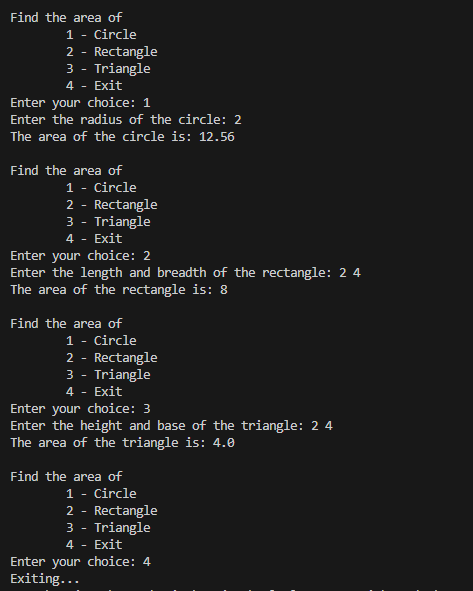 Find the area of
1 - Circle
2 - Rectangle
3 - Triangle
4 - Exit
Enter your choice: 1
Enter the radius of the circle: 2
The area of the circle is: 12.56
Find the area of
1 - Circle
2 - Rectangle
3 - Triangle
4 - Exit
Enter your choice: 2
Enter the length and breadth of the rectangle: 2 4
The area of the rectangle is: 8
Find the area of
1 - Circle
2 - Rectangle
3 - Triangle
4 - Exit
Enter your choice: 3
Enter the height and base of the triangle: 2 4
The area of the triangle is: 4.0
Find the area of
1 - Circle
2 - Rectangle
3 - Triangle
4 - Exit
Enter your choice: 4
Exiting...